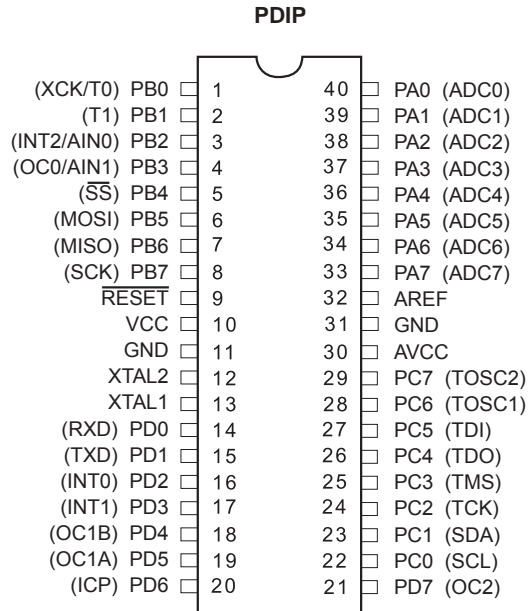 PDIP
(XCK/T0) PB0 1 40 PA0 (ADC0)
(T1) PB1 2 39 PA1 (ADC1)
(INT2/AIN0) PB2 3 38 PA2 (ADC2)
(OC0/AIN1) PB3 4 37 PA3 (ADC3)
(S̅S̅) PB4 5 36 PA4 (ADC4)
(MOSI) PB5 6 35 PA5 (ADC5)
(MISO) PB6 7 34 PA6 (ADC6)
(SCK) PB7 8 33 PA7 (ADC7)
R̅E̅S̅E̅T̅ 9 32 AREF
VCC 10 31 GND
GND 11 30 AVCC
XTAL2 12 29 PC7 (TOSC2)
XTAL1 13 28 PC6 (TOSC1)
(RXD) PD0 14 27 PC5 (TDI)
(TXD) PD1 15 26 PC4 (TDO)
(INT0) PD2 16 25 PC3 (TMS)
(INT1) PD3 17 24 PC2 (TCK)
(OC1B) PD4 18 23 PC1 (SDA)
(OC1A) PD5 19 22 PC0 (SCL)
(ICP) PD6 20 21 PD7 (OC2)